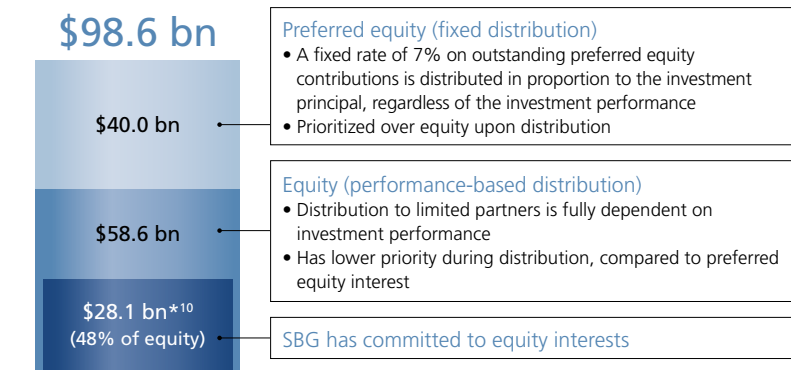 $98.6 bn
$40.0 bn
$58.6 bn
$28.1 bn*10
(48% of equity)
Preferred equity (fixed distribution)
• A fixed rate of 7% on outstanding preferred equity
contributions is distributed in proportion to the investment
principal, regardless of the investment performance
• Prioritized over equity upon distribution
Equity (performance-based distribution)
• Distribution to limited partners is fully dependent on
investment performance
• Has lower priority during distribution, compared to preferred
equity interest
SBG has committed to equity interests